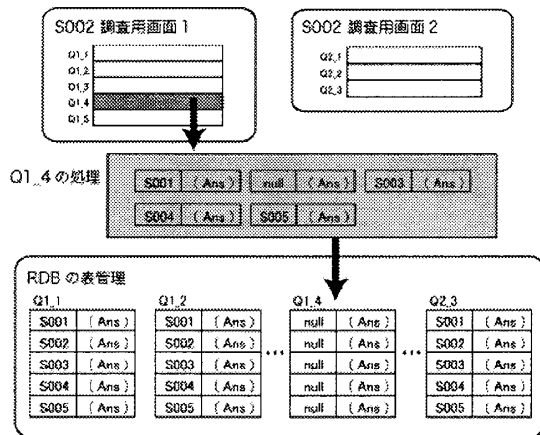 S002 調査用画面 1
Q1_1
Q1_2
Q1_3
Q1_4
Q1_5
S002 調査用画面 2
Q2_1
Q2_2
Q2_3
Q1_4 の処理
S001 (Ans) null (Ans) S003 (Ans)
S004 (Ans) S005 (Ans)
RDB の表管理
Q1_1 Q1_2 Q1_4 Q2_3
S001 (Ans) S001 (Ans) null (Ans) S001 (Ans)
S002 (Ans) S002 (Ans) null (Ans) S002 (Ans)
S003 (Ans) S003 (Ans) … null (Ans) … S003 (Ans)
S004 (Ans) S004 (Ans) null (Ans) S004 (Ans)
S005 (Ans) S005 (Ans) null (Ans) S005 (Ans)